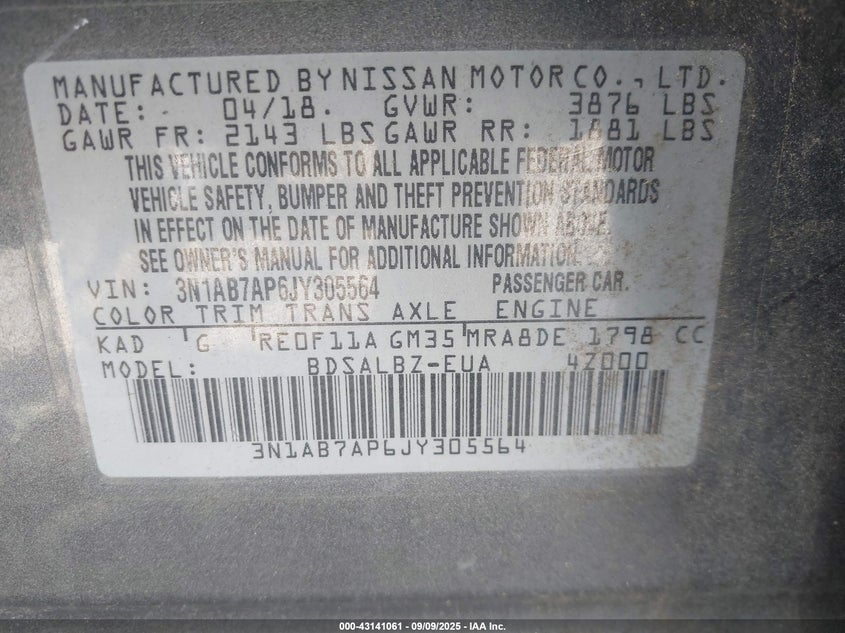 MANUFACTURED BY NISSAN MOTOR CO., LTD.
DATE: 04/18. GVWR: 3876 LBS
GAWR FR: 2143 LBS GAWR RR: 1881 LBS
THIS VEHICLE CONFORMS TO ALL APPLICABLE FEDERAL MOTOR
VEHICLE SAFETY, BUMPER AND THEFT PREVENTION STANDARDS
IN EFFECT ON THE DATE OF MANUFACTURE SHOWN ABOVE.
SEE OWNER'S MANUAL FOR ADDITIONAL INFORMATION.
VIN: 3N1AB7AP6JY305564 PASSENGER CAR.
COLOR TRIM TRANS AXLE ENGINE
KAD G RE0F11A GM35 MRA8DE 1798 CC
MODEL: BDSALBZ-EUA 4Z000
3N1AB7AP6JY305564
000-43141061 - 09/09/2025 - IAA Inc.